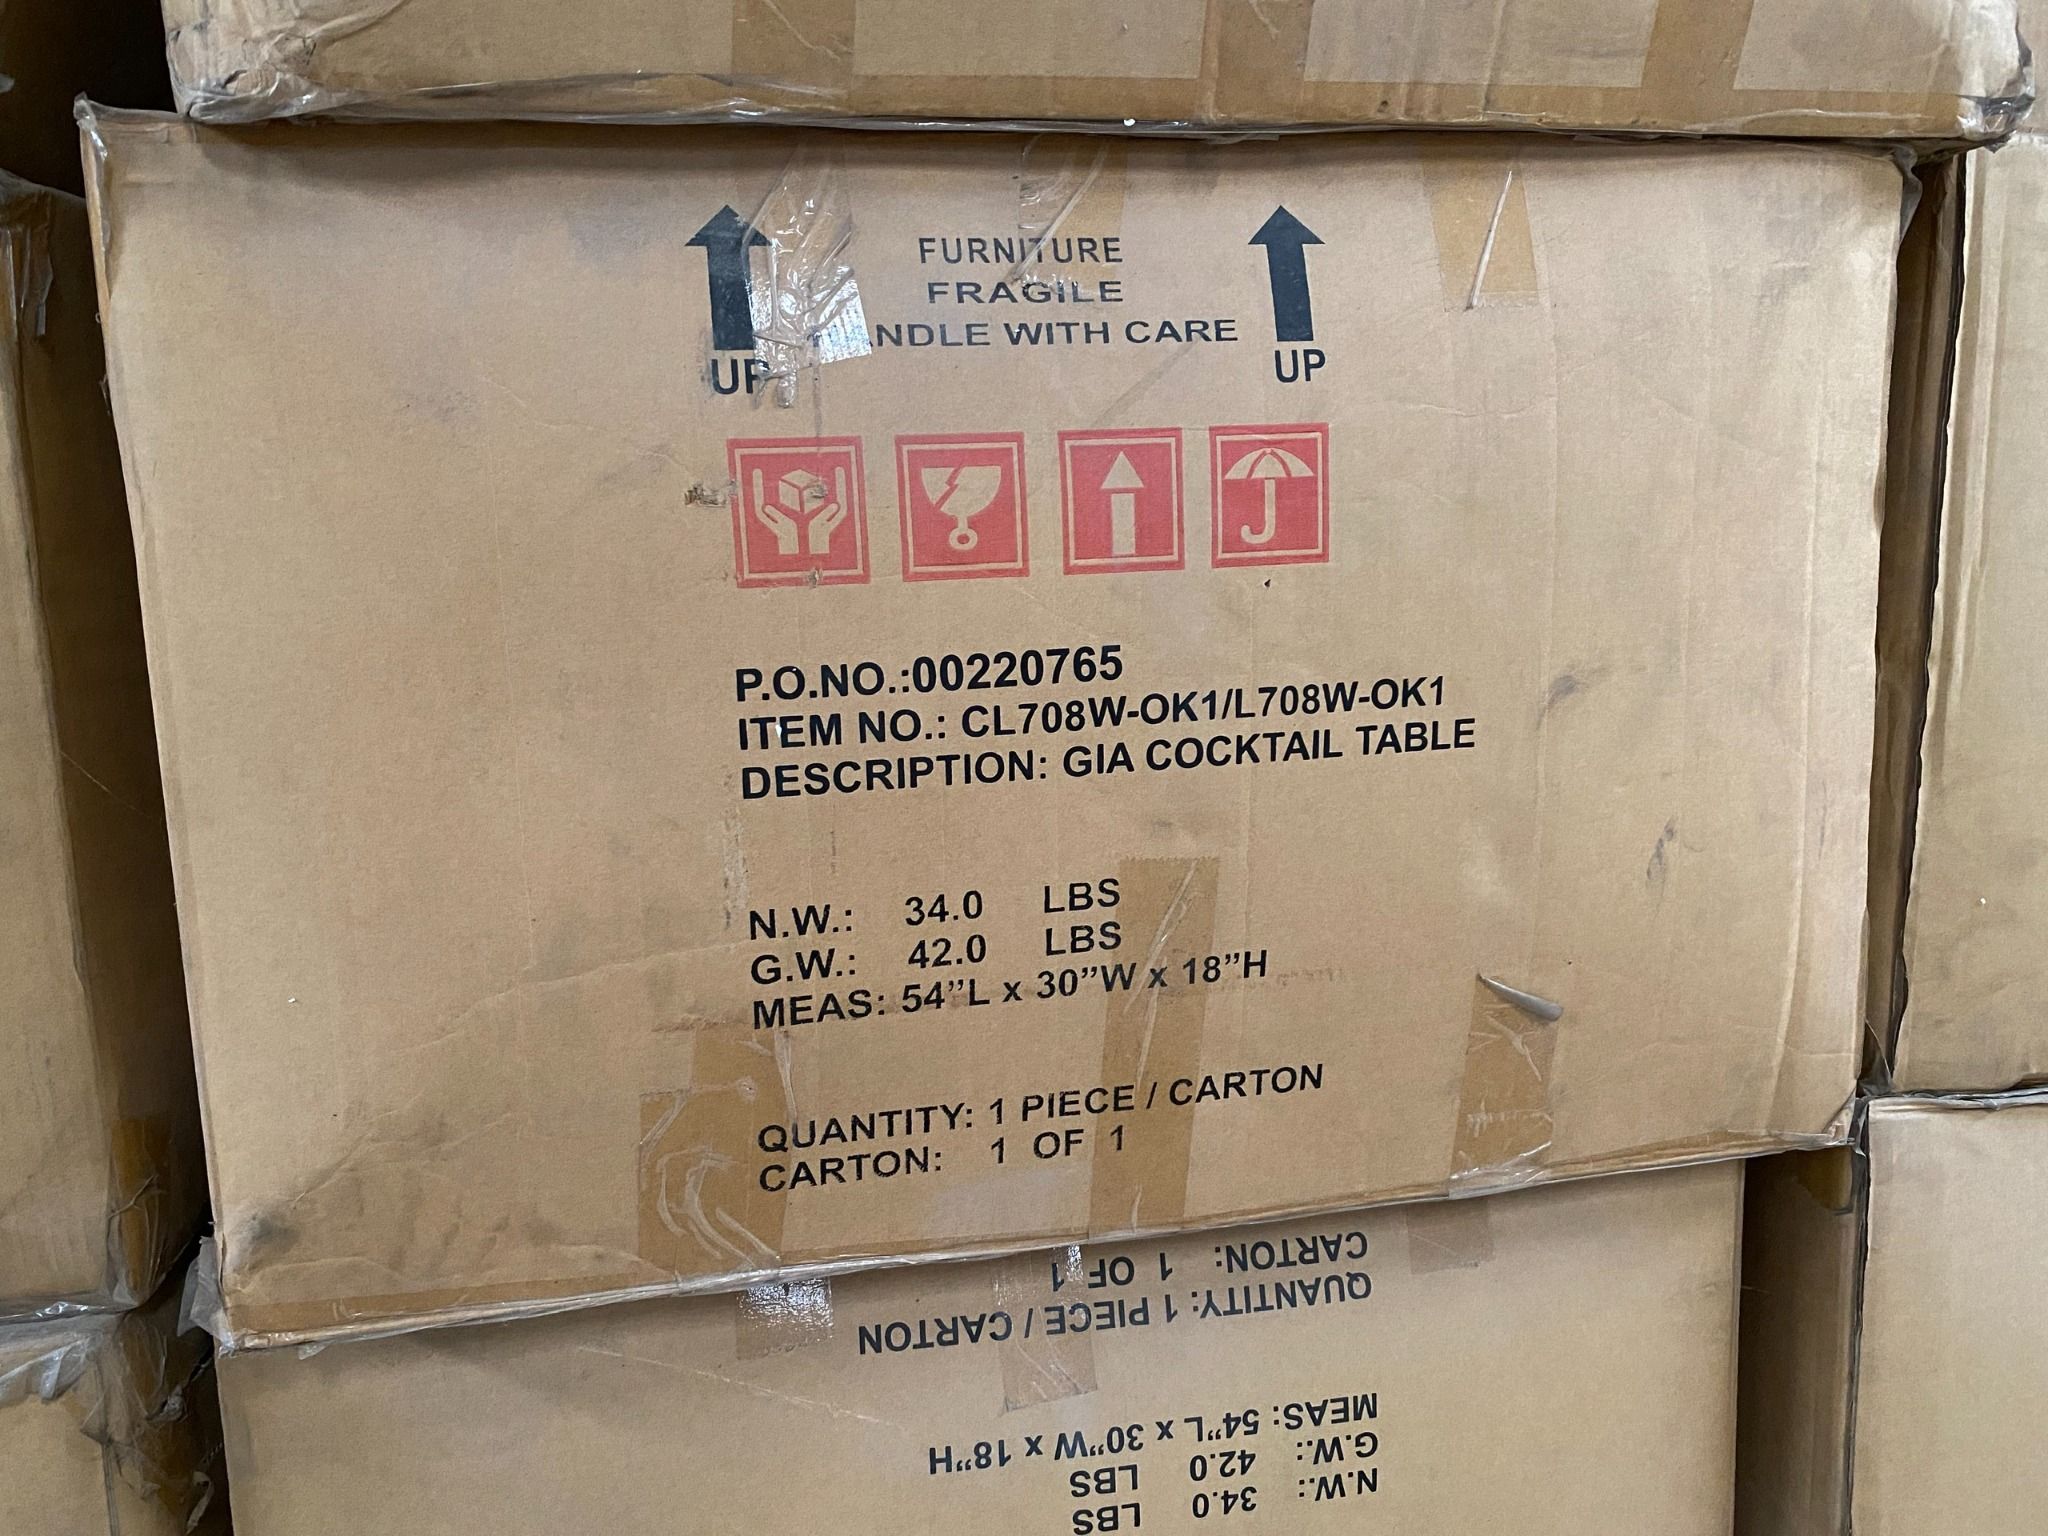 FURNITURE
FRAGILE
NDLE WITH CARE
UP
UP
P.O.NO.:00220765
ITEM NO.: CL708W-OK1/L708W-OK1
DESCRIPTION: GIA COCKTAIL TABLE
N.W.: 34.0 LBS
G.W.: 42.0 LBS
MEAS: 54”L x 30”W x 18”H
QUANTITY: 1 PIECE / CARTON
CARTON: 1 OF 1
N.W.: 34.0 LBS
G.W.: 42.0 LBS
MEAS: 54”L x 30”W x 18”H
QUANTITY: 1 PIECE / CARTON
CARTON: 1 OF 1